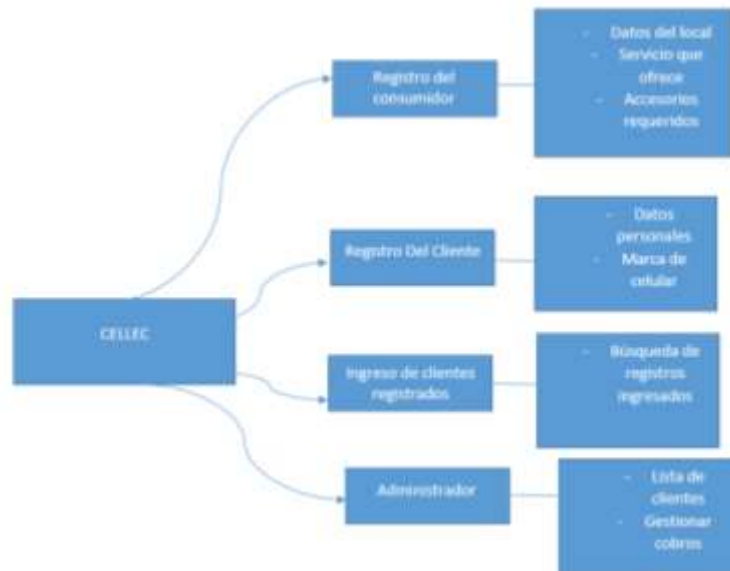 CELLEC
Registro del
consumidor
- Datos del local
- Servicio que
ofrece
- Accesorios
requeridos
Registro Del Cliente
- Datos
personales
- Marca de
celular
Ingreso de clientes
registrados
- Búsqueda de
registros
ingresados
Administrador
- Lista de
clientes
- Gestionar
cobros